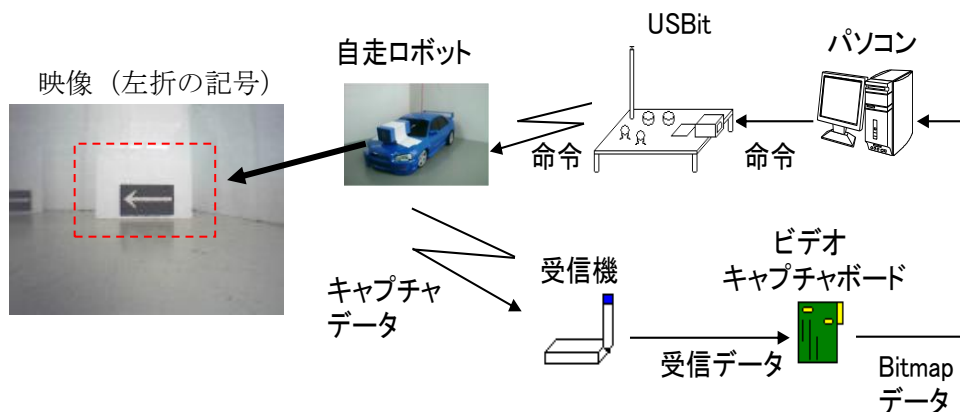 USBit
自走ロボット
パソコン
映像（左折の記号）
命令
命令
ビデオ
キャプチャボード
受信機
キャプチャ
データ
受信データ
Bitmap
データ